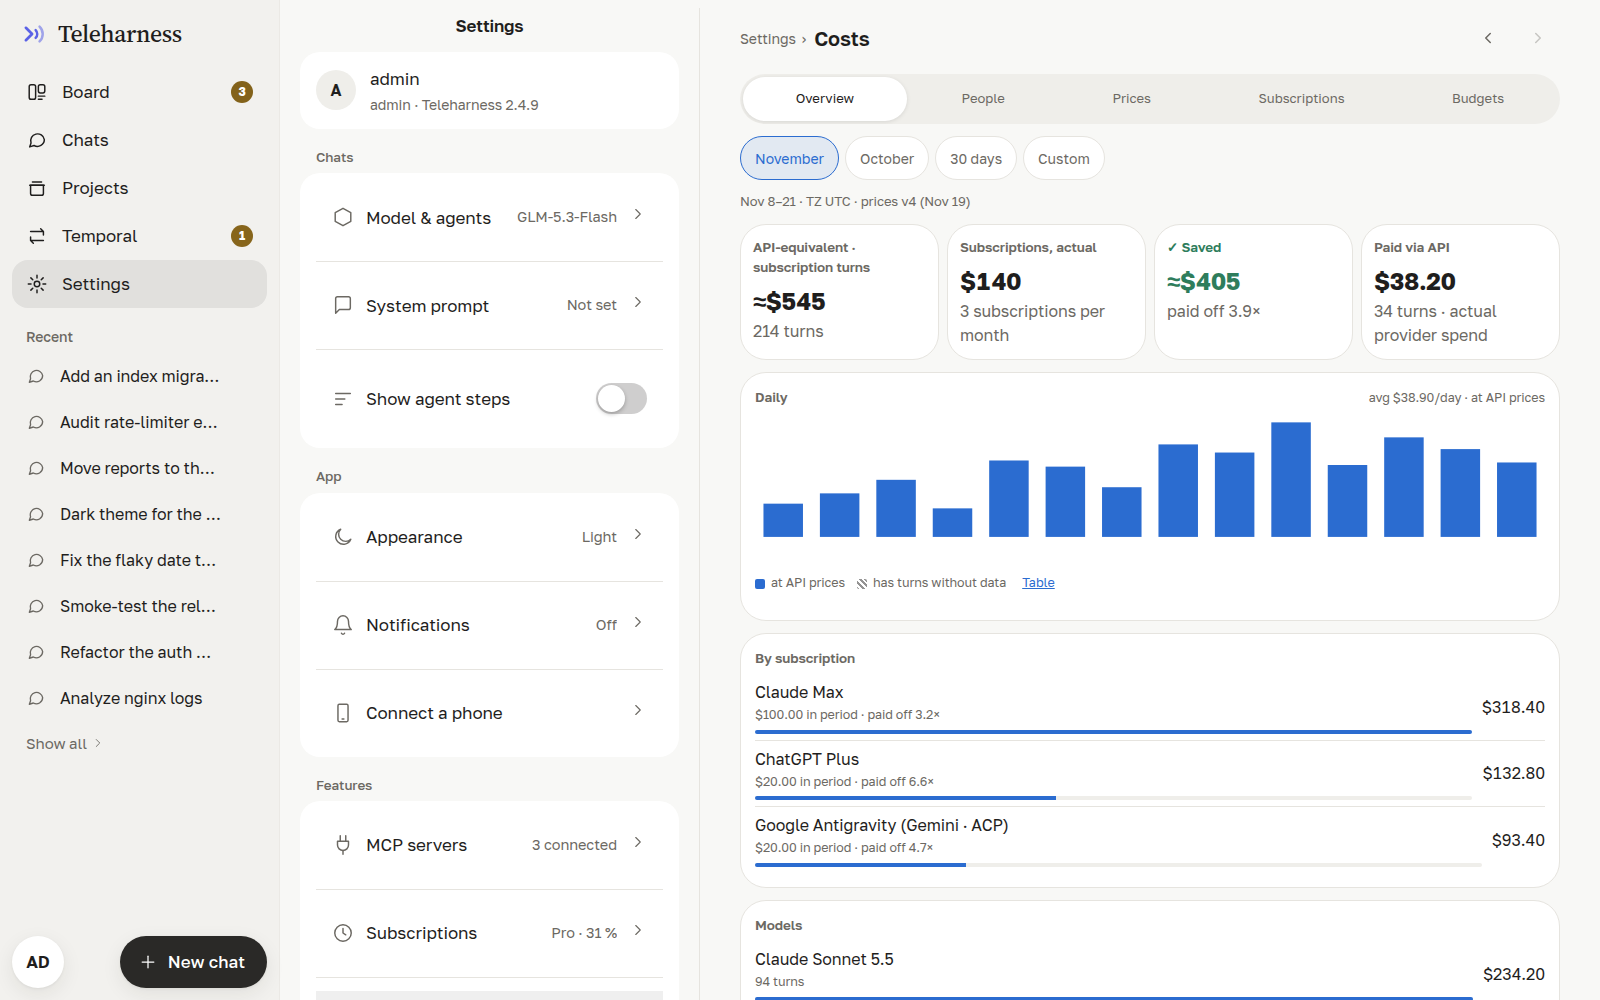 Teleharness
Board
3
Chats
Projects
Temporal
1
Settings
Recent
Add an index migra...
Audit rate-limiter e...
Move reports to th...
Dark theme for the ...
Fix the flaky date t...
Smoke-test the rel...
Refactor the auth ...
Analyze nginx logs
Show all
AD
New chat
Settings
A
admin
admin · Teleharness 2.4.9
Chats
Model & agents
GLM-5.3-Flash
System prompt
Not set
Show agent steps
App
Appearance
Light
Notifications
Off
Connect a phone
Features
MCP servers
3 connected
Subscriptions
Pro · 31 %
Settings › Costs
Overview
People
Prices
Subscriptions
Budgets
November
October
30 days
Custom
Nov 8–21 · TZ UTC · prices v4 (Nov 19)
API-equivalent ·
subscription turns
≈$545
214 turns
Subscriptions, actual
$140
3 subscriptions per
month
✓ Saved
≈$405
paid off 3.9×
Paid via API
$38.20
34 turns · actual
provider spend
Daily
avg $38.90/day · at API prices
at API prices
has turns without data
Table
By subscription
Claude Max
$100.00 in period · paid off 3.2×
$318.40
ChatGPT Plus
$20.00 in period · paid off 6.6×
$132.80
Google Antigravity (Gemini · ACP)
$20.00 in period · paid off 4.7×
$93.40
Models
Claude Sonnet 5.5
94 turns
$234.20